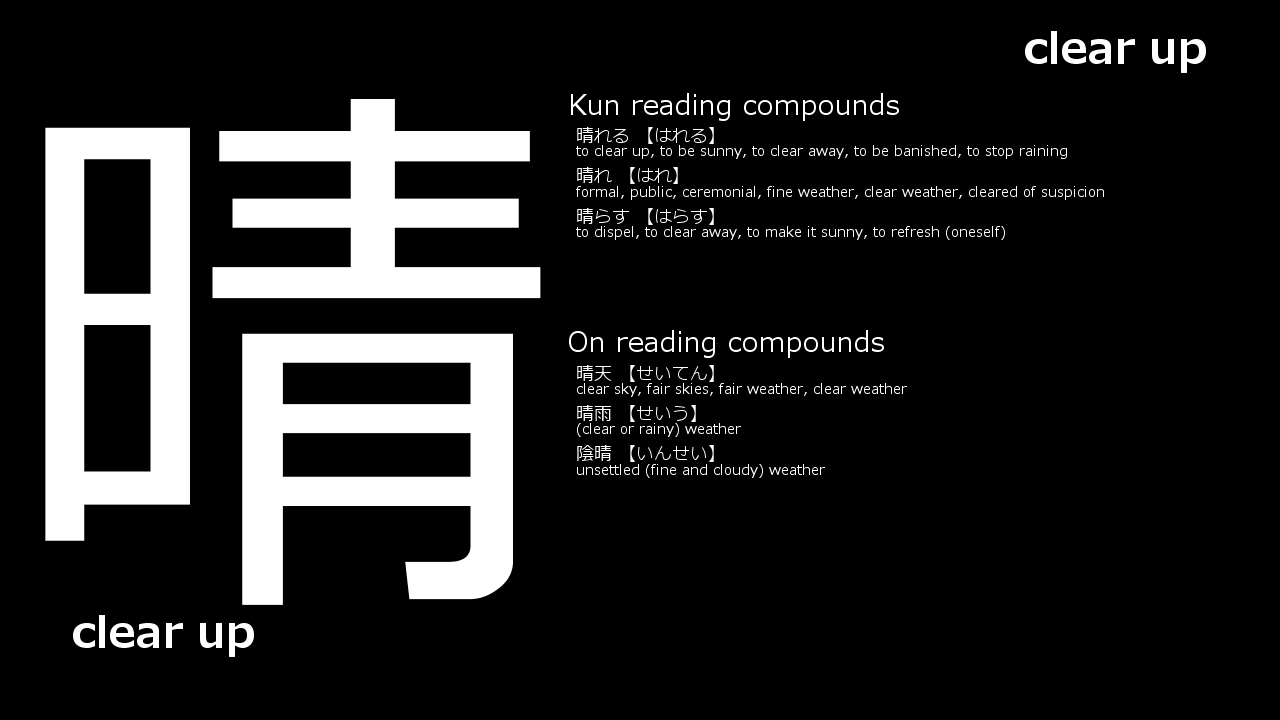 clear up
晴
Kun reading compounds
晴れる 【はれる】
to clear up, to be sunny, to clear away, to be banished, to stop raining
晴れ 【はれ】
formal, public, ceremonial, fine weather, clear weather, cleared of suspicion
晴らす 【はらす】
to dispel, to clear away, to make it sunny, to refresh (oneself)
On reading compounds
晴天 【せいてん】
clear sky, fair skies, fair weather, clear weather
晴雨 【せいう】
(clear or rainy) weather
陰晴 【いんせい】
unsettled (fine and cloudy) weather
clear up